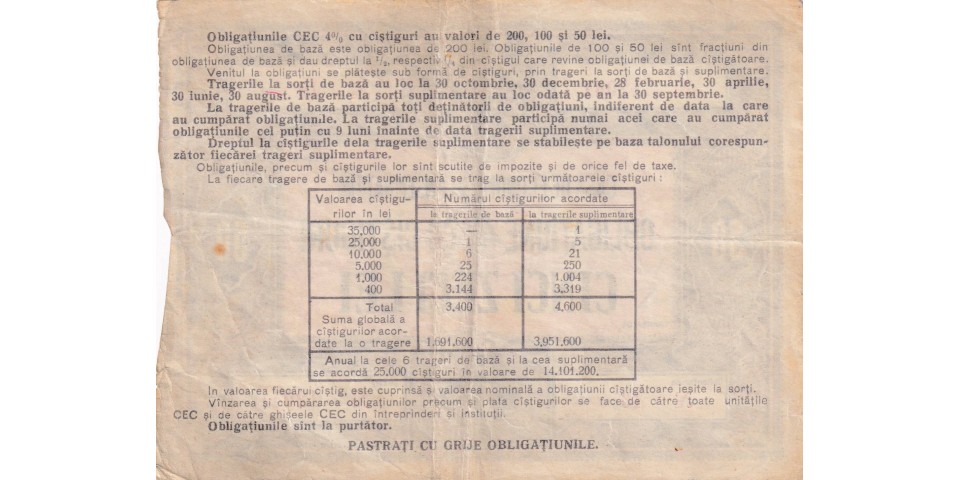 Obligațiunile CEC 4% cu cîștiguri au valori de 200, 100 și 50 lei.
Obligațiunea de bază este obligațiunea de 200 lei. Obligațiunile de 100 și 50 lei sînt fracțiuni din
obligațiunea de bază și dau dreptul la 1/2, respectiv 1/4 din cîștigul care revine obligațiunei de bază cîștigătoare.
Venitul la obligațiuni se plătește sub formă de cîștiguri, prin trageri la sorți de bază și suplimentare.
Tragerile la sorți de bază au loc la 30 octombrie, 30 decembrie, 28 februarie, 30 aprilie,
30 iunie, 30 august. Tragerile la sorți suplimentare au loc odată pe an la 30 septembrie.
La tragerile de bază participă toți deținătorii de obligațiuni, indiferent de data la care
au cumpărat obligațiunile. La tragerile suplimentare participă numai acei care au cumpărat
obligațiunile cel puțin cu 9 luni înainte de data tragerii suplimentare.
Dreptul la cîștigurile dela tragerile suplimentare se stabilește pe baza talonului corespun-
zător fiecărei trageri suplimentare.
Obligațiunile, precum și cîștigurile lor sînt scutite de impozite și de orice fel de taxe.
La fiecare tragere de bază și suplimentară se trag la sorți următoarele cîștiguri :
Valoarea cîștigu-
rilor în lei
Numărul cîștigurilor acordate
la tragerile de bază la tragerile suplimentare
35,000 — 1
25,000 1 5
10,000 6 21
5,000 25 250
1,000 224 1.004
400 3.144 3,319
Total 3,400 4,600
Suma globală a
cîștigurilor acor-
date la o tragere 1,691,600 3,951,600
Anual la cele 6 trageri de bază și la cea suplimentară
se acordă 25,000 cîștiguri în valoare de 14.101.200.
In valoarea fiecărui cîștig, este cuprinsă și valoarea nominală a obligațiunii cîștigătoare ieșite la sorți.
Vînzarea și cumpărarea obligațiunilor precum și plata cîștigurilor se face de către toate unitățile
CEC și de către ghișeele CEC din întreprinderi și instituții.
Obligațiunile sînt la purtător.
PASTRAȚI CU GRIJE OBLIGAȚIUNILE.